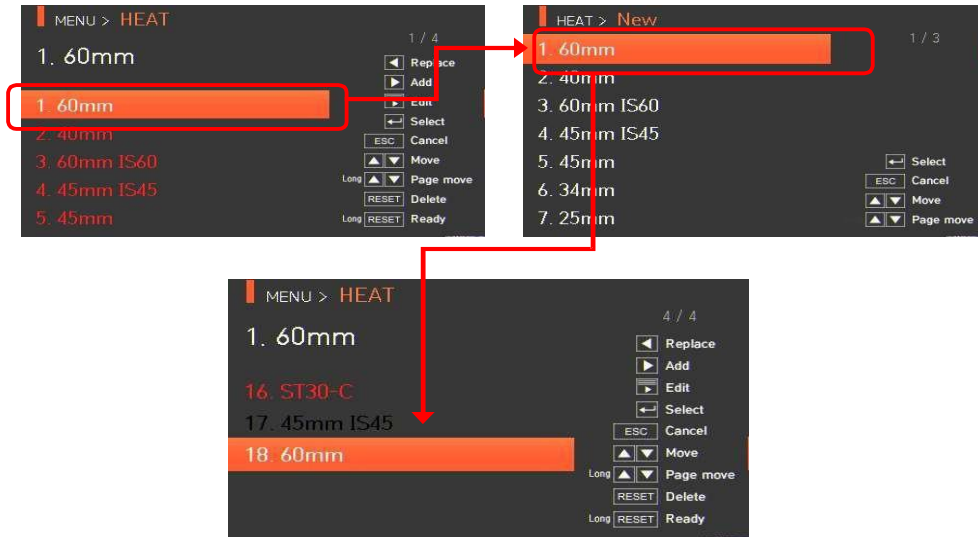 MENU > HEAT
1 / 4
1. 60mm
Replace
Add
1. 60mm
Edit
Select
2. 40mm
ESC Cancel
3. 60mm IS60
Move
Long Page move
4. 45mm IS45
RESET Delete
5. 45mm
Long RESET Ready
HEAT > New
1 / 3
1. 60mm
2. 40mm
3. 60mm IS60
4. 45mm IS45
5. 45mm
Select
ESC Cancel
6. 34mm
Move
7. 25mm
Page move
MENU > HEAT
4 / 4
1. 60mm
Replace
Add
16. ST30-C
Edit
Select
17. 45mm IS45
ESC Cancel
18. 60mm
Move
Long Page move
RESET Delete
Long RESET Ready